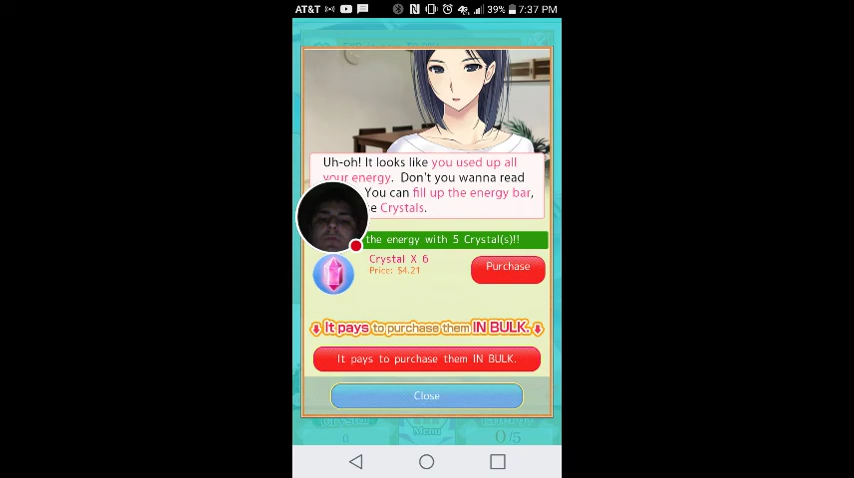 AT&T 39% 7:37 PM
Uh-oh! It looks like you used up all
your energy. Don't you wanna read
You can fill up the energy bar,
Crystals.
the energy with 5 Crystal(s)!!
Crystal X 6
Price: $4.21
Purchase
It pays to purchase them IN BULK.
It pays to purchase them IN BULK.
Close
Menu
0
0/5